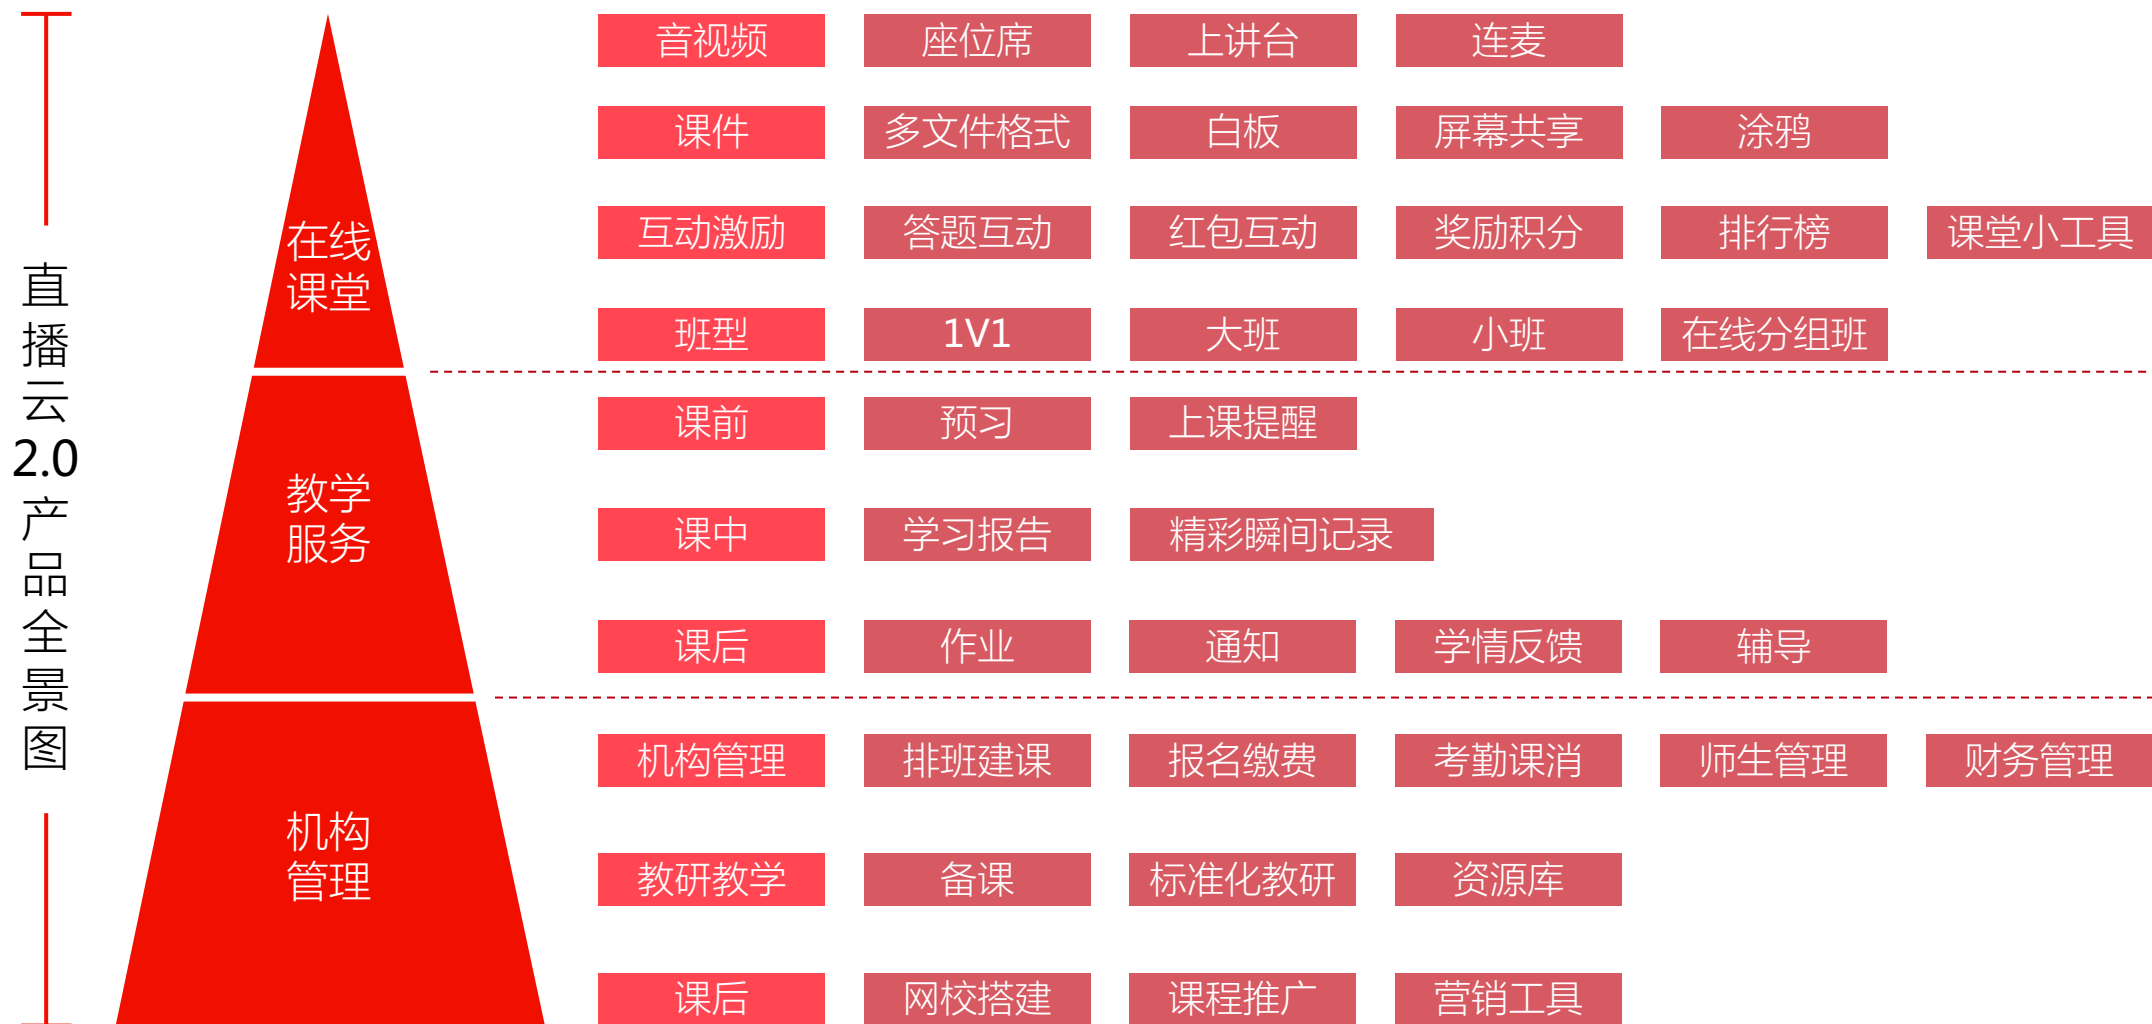 直播云2.0产品全景图
在线
课堂
音视频 座位席 上讲台 连麦
课件 多文件格式 白板 屏幕共享 涂鸦
互动激励 答题互动 红包互动 奖励积分 排行榜 课堂小工具
班型 1V1 大班 小班 在线分组班
教学
服务
课前 预习 上课提醒
课中 学习报告 精彩瞬间记录
课后 作业 通知 学情反馈 辅导
机构
管理
机构管理 排班建课 报名缴费 考勤课消 师生管理 财务管理
教研教学 备课 标准化教研 资源库
课后 网校搭建 课程推广 营销工具